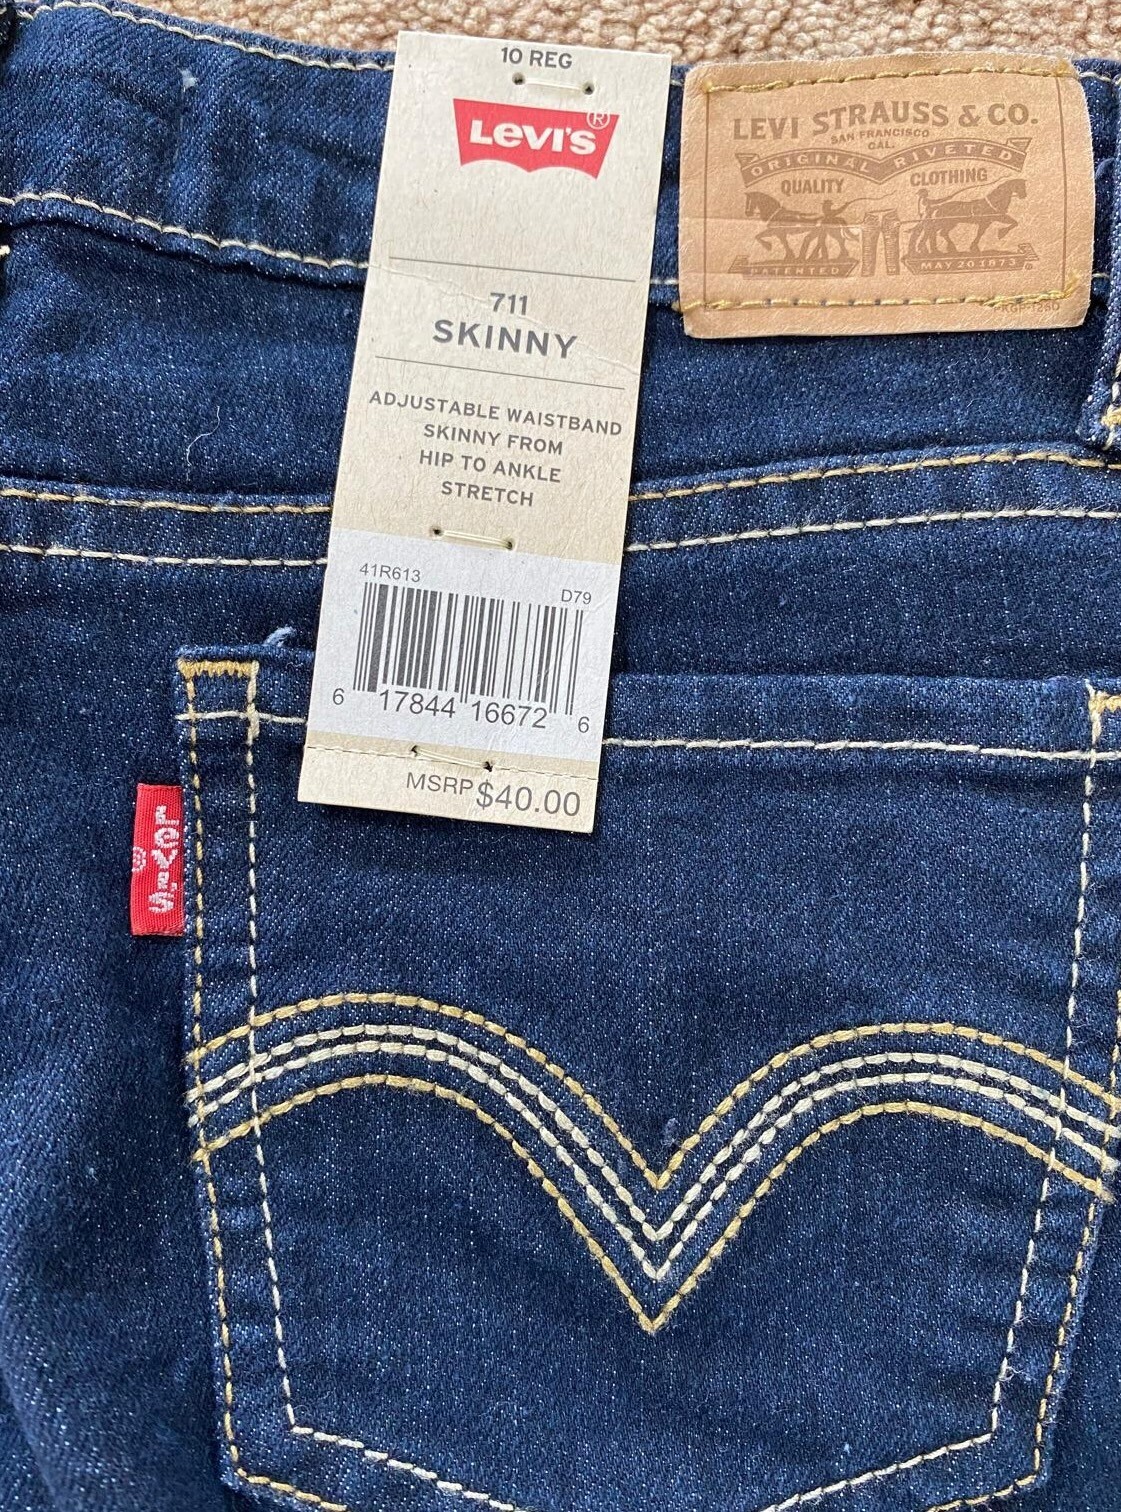 10 REG
LEVI'S®
711
SKINNY
ADJUSTABLE WAISTBAND
SKINNY FROM
HIP TO ANKLE
STRETCH
41R613
D79
6 17844 16672 6
MSRP $40.00
LEVI STRAUSS & CO.
SAN FRANCISCO
CAL.
ORIGINAL RIVETED
QUALITY CLOTHING
PATENTED MAY 20 1873 ®
LEVI'S
®